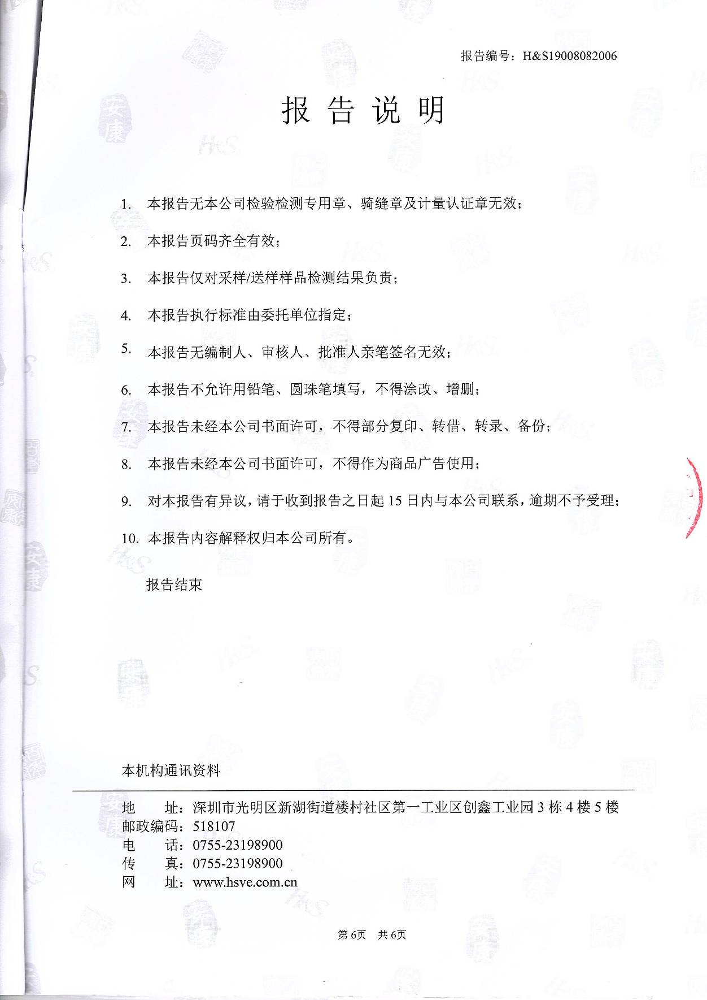 报告编号：H&S19008082006
报告说明
1. 本报告无本公司检验检测专用章、骑缝章及计量认证章无效；
2. 本报告页码齐全有效；
3. 本报告仅对采样/送样样品检测结果负责；
4. 本报告执行标准由委托单位指定；
5. 本报告无编制人、审核人、批准人亲笔签名无效；
6. 本报告不允许用铅笔、圆珠笔填写，不得涂改、增删；
7. 本报告未经本公司书面许可，不得部分复印、转借、转录、备份；
8. 本报告未经本公司书面许可，不得作为商品广告使用；
9. 对本报告有异议，请于收到报告之日起 15 日内与本公司联系，逾期不予受理；
10. 本报告内容解释权归本公司所有。
报告结束
本机构通讯资料
地 址：深圳市光明区新湖街道楼村社区第一工业区创鑫工业园 3 栋 4 楼 5 楼
邮政编码：518107
电 话：0755-23198900
传 真：0755-23198900
网 址：www.hsve.com.cn
第 6页 共 6页